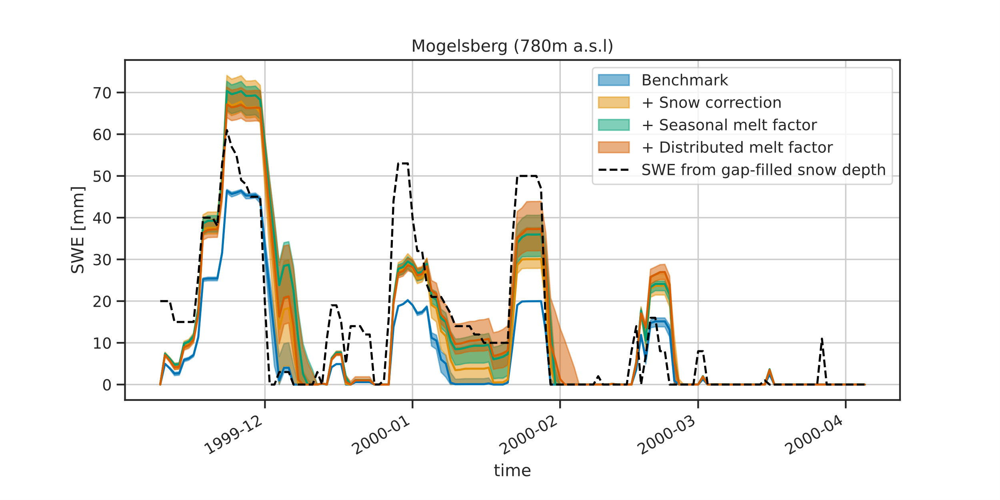 Mogelsberg (780m a.s.l)
Benchmark
+ Snow correction
+ Seasonal melt factor
+ Distributed melt factor
SWE from gap-filled snow depth
SWE [mm]
70
60
50
40
30
20
10
0
1999-12
2000-01
2000-02
2000-03
2000-04
time